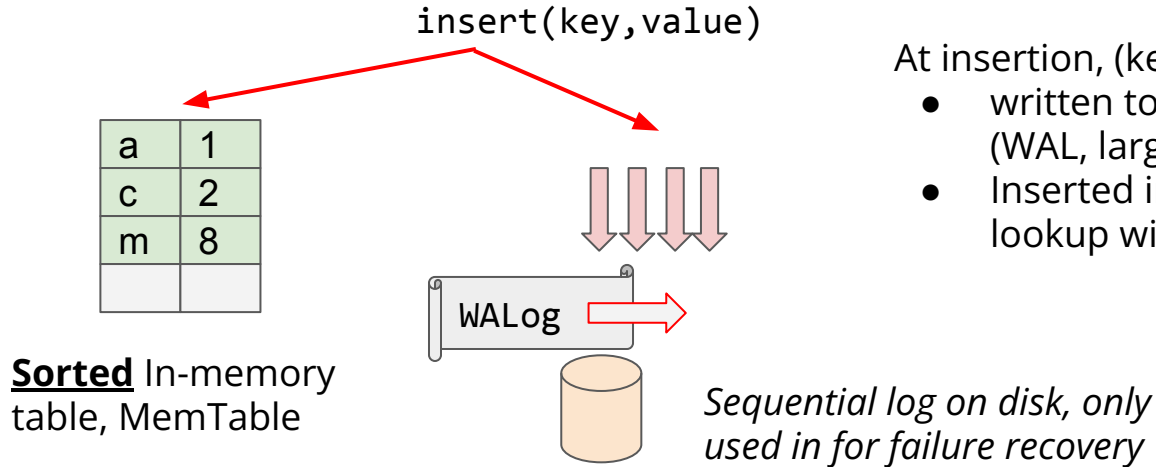 insert(key,value)
At insertion, (ke
● written to
(WAL, larg
● Inserted i
lookup wi
a 1
c 2
m 8
WALog
Sorted In-memory
table, MemTable
Sequential log on disk, only
used in for failure recovery